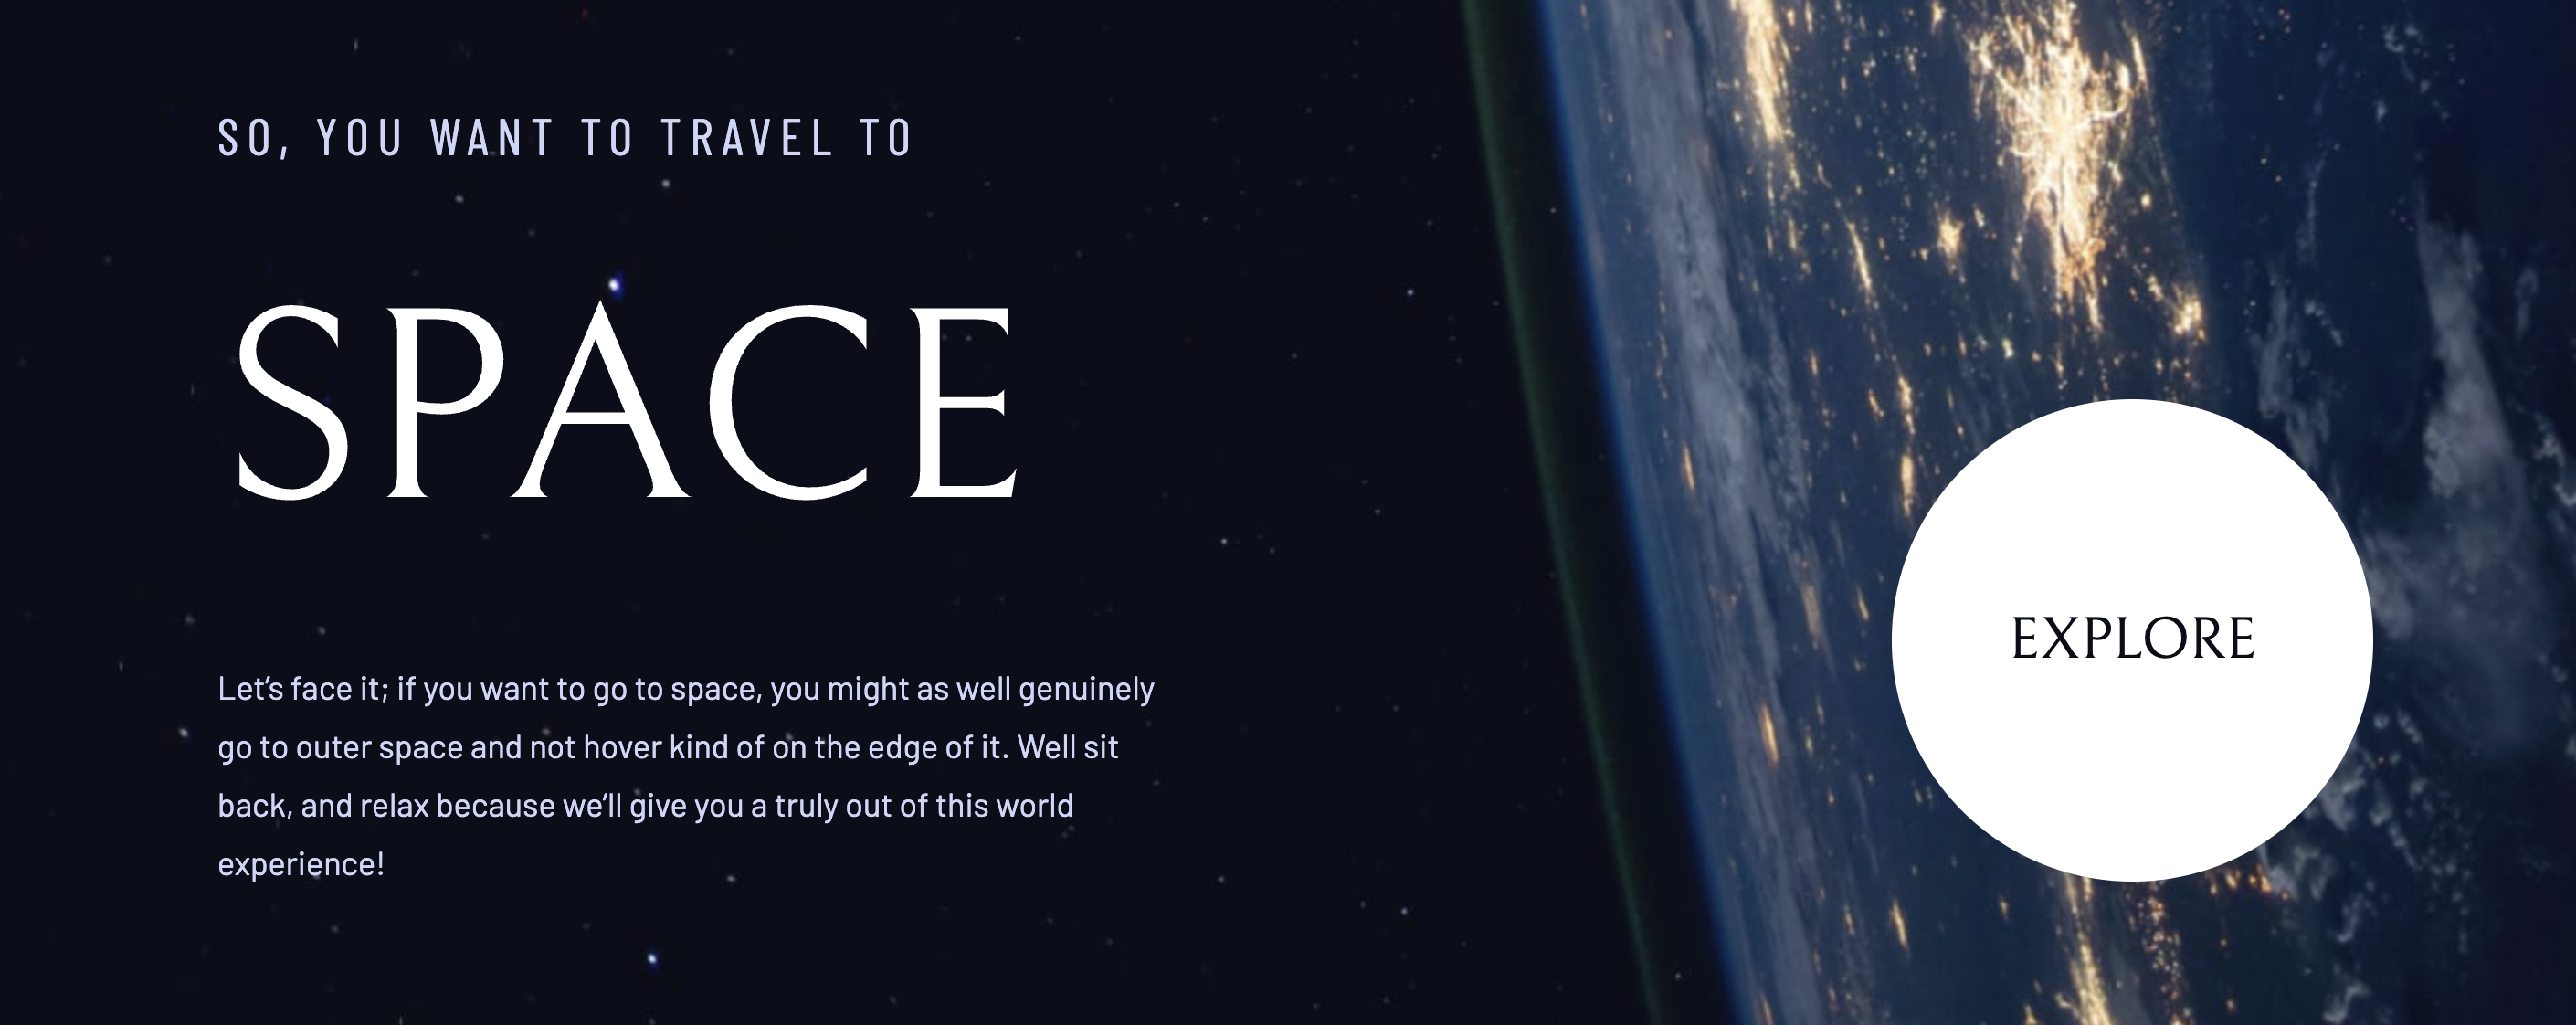 SO, YOU WANT TO TRAVEL TO
SPACE
Let’s face it; if you want to go to space, you might as well genuinely
go to outer space and not hover kind of on the edge of it. Well sit
back, and relax because we’ll give you a truly out of this world
experience!
EXPLORE